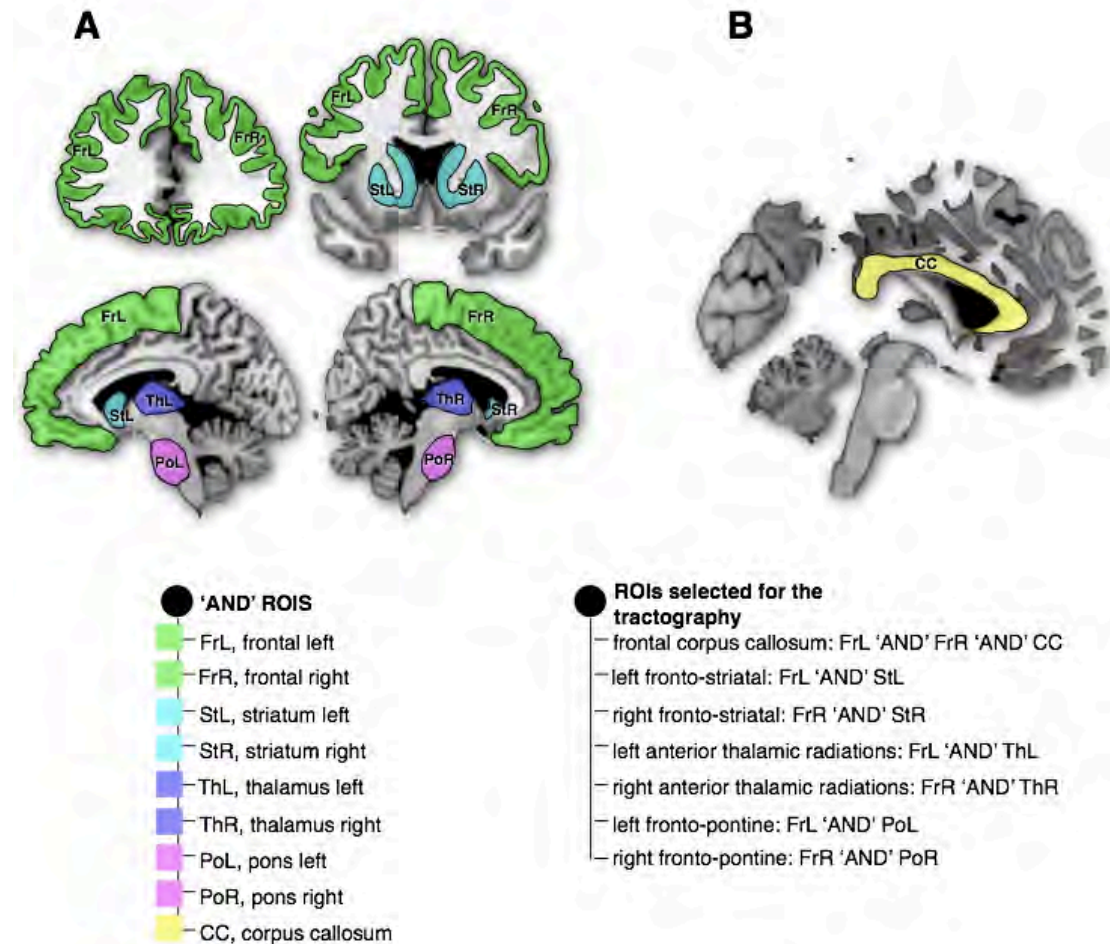 A
B
FrL
FrR
FrL
FrR
StL
StR
CC
FrL
FrR
StL
ThL
ThR
StR
PoL
PoR
‘AND’ ROIS
FrL, frontal left
FrR, frontal right
StL, striatum left
StR, striatum right
ThL, thalamus left
ThR, thalamus right
PoL, pons left
PoR, pons right
CC, corpus callosum
ROIs selected for the
tractography
frontal corpus callosum: FrL ‘AND’ FrR ‘AND’ CC
left fronto-striatal: FrL ‘AND’ StL
right fronto-striatal: FrR ‘AND’ StR
left anterior thalamic radiations: FrL ‘AND’ ThL
right anterior thalamic radiations: FrR ‘AND’ ThR
left fronto-pontine: FrL ‘AND’ PoL
right fronto-pontine: FrR ‘AND’ PoR